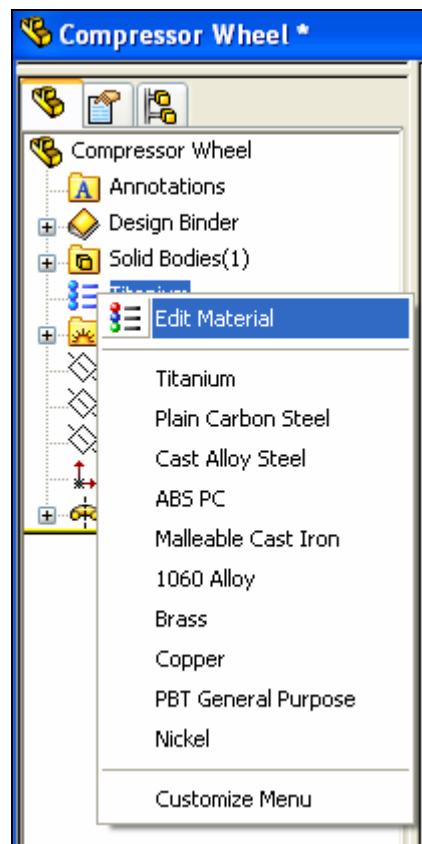 Compressor Wheel *
Compressor Wheel
A
Annotations
Design Binder
Solid Bodies(1)
Titanium
Edit Material
Titanium
Plain Carbon Steel
Cast Alloy Steel
ABS PC
Malleable Cast Iron
1060 Alloy
Brass
Copper
PBT General Purpose
Nickel
Customize Menu